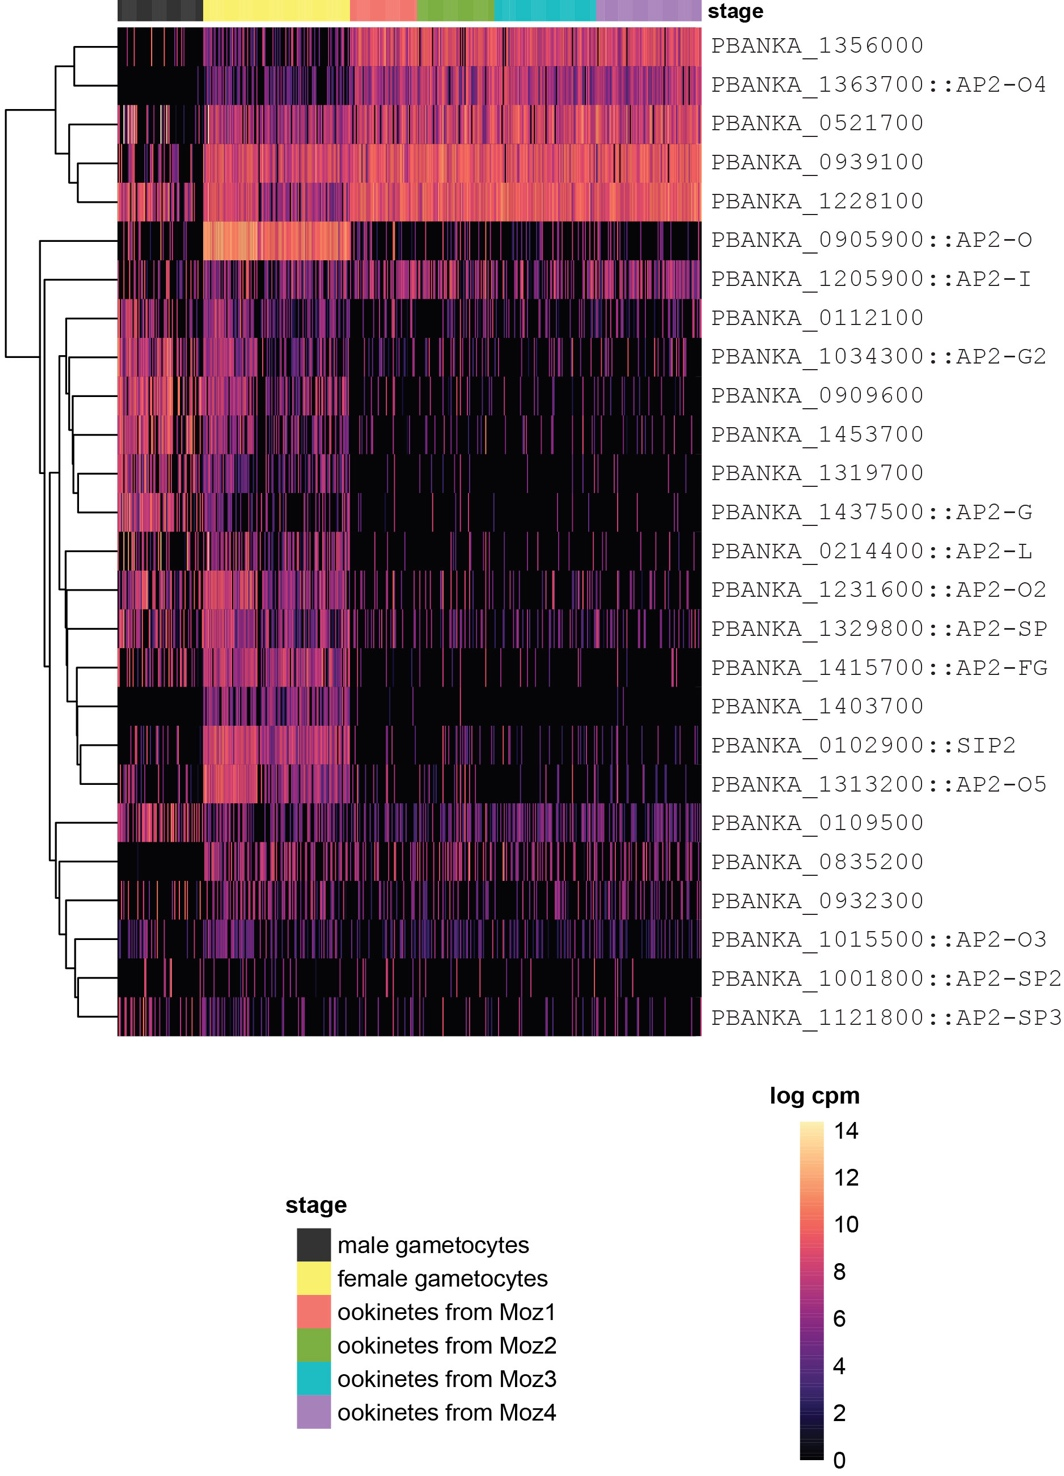 stage
PBANKA_1356000
PBANKA_1363700::AP2-O4
PBANKA_0521700
PBANKA_0939100
PBANKA_1228100
PBANKA_0905900::AP2-O
PBANKA_1205900::AP2-I
PBANKA_0112100
PBANKA_1034300::AP2-G2
PBANKA_0909600
PBANKA_1453700
PBANKA_1319700
PBANKA_1437500::AP2-G
PBANKA_0214400::AP2-L
PBANKA_1231600::AP2-O2
PBANKA_1329800::AP2-SP
PBANKA_1415700::AP2-FG
PBANKA_1403700
PBANKA_0102900::SIP2
PBANKA_1313200::AP2-O5
PBANKA_0109500
PBANKA_0835200
PBANKA_0932300
PBANKA_1015500::AP2-O3
PBANKA_1001800::AP2-SP2
PBANKA_1121800::AP2-SP3
log cpm
14
12
10
8
6
4
2
0
stage
male gametocytes
female gametocytes
ookinetes from Moz1
ookinetes from Moz2
ookinetes from Moz3
ookinetes from Moz4